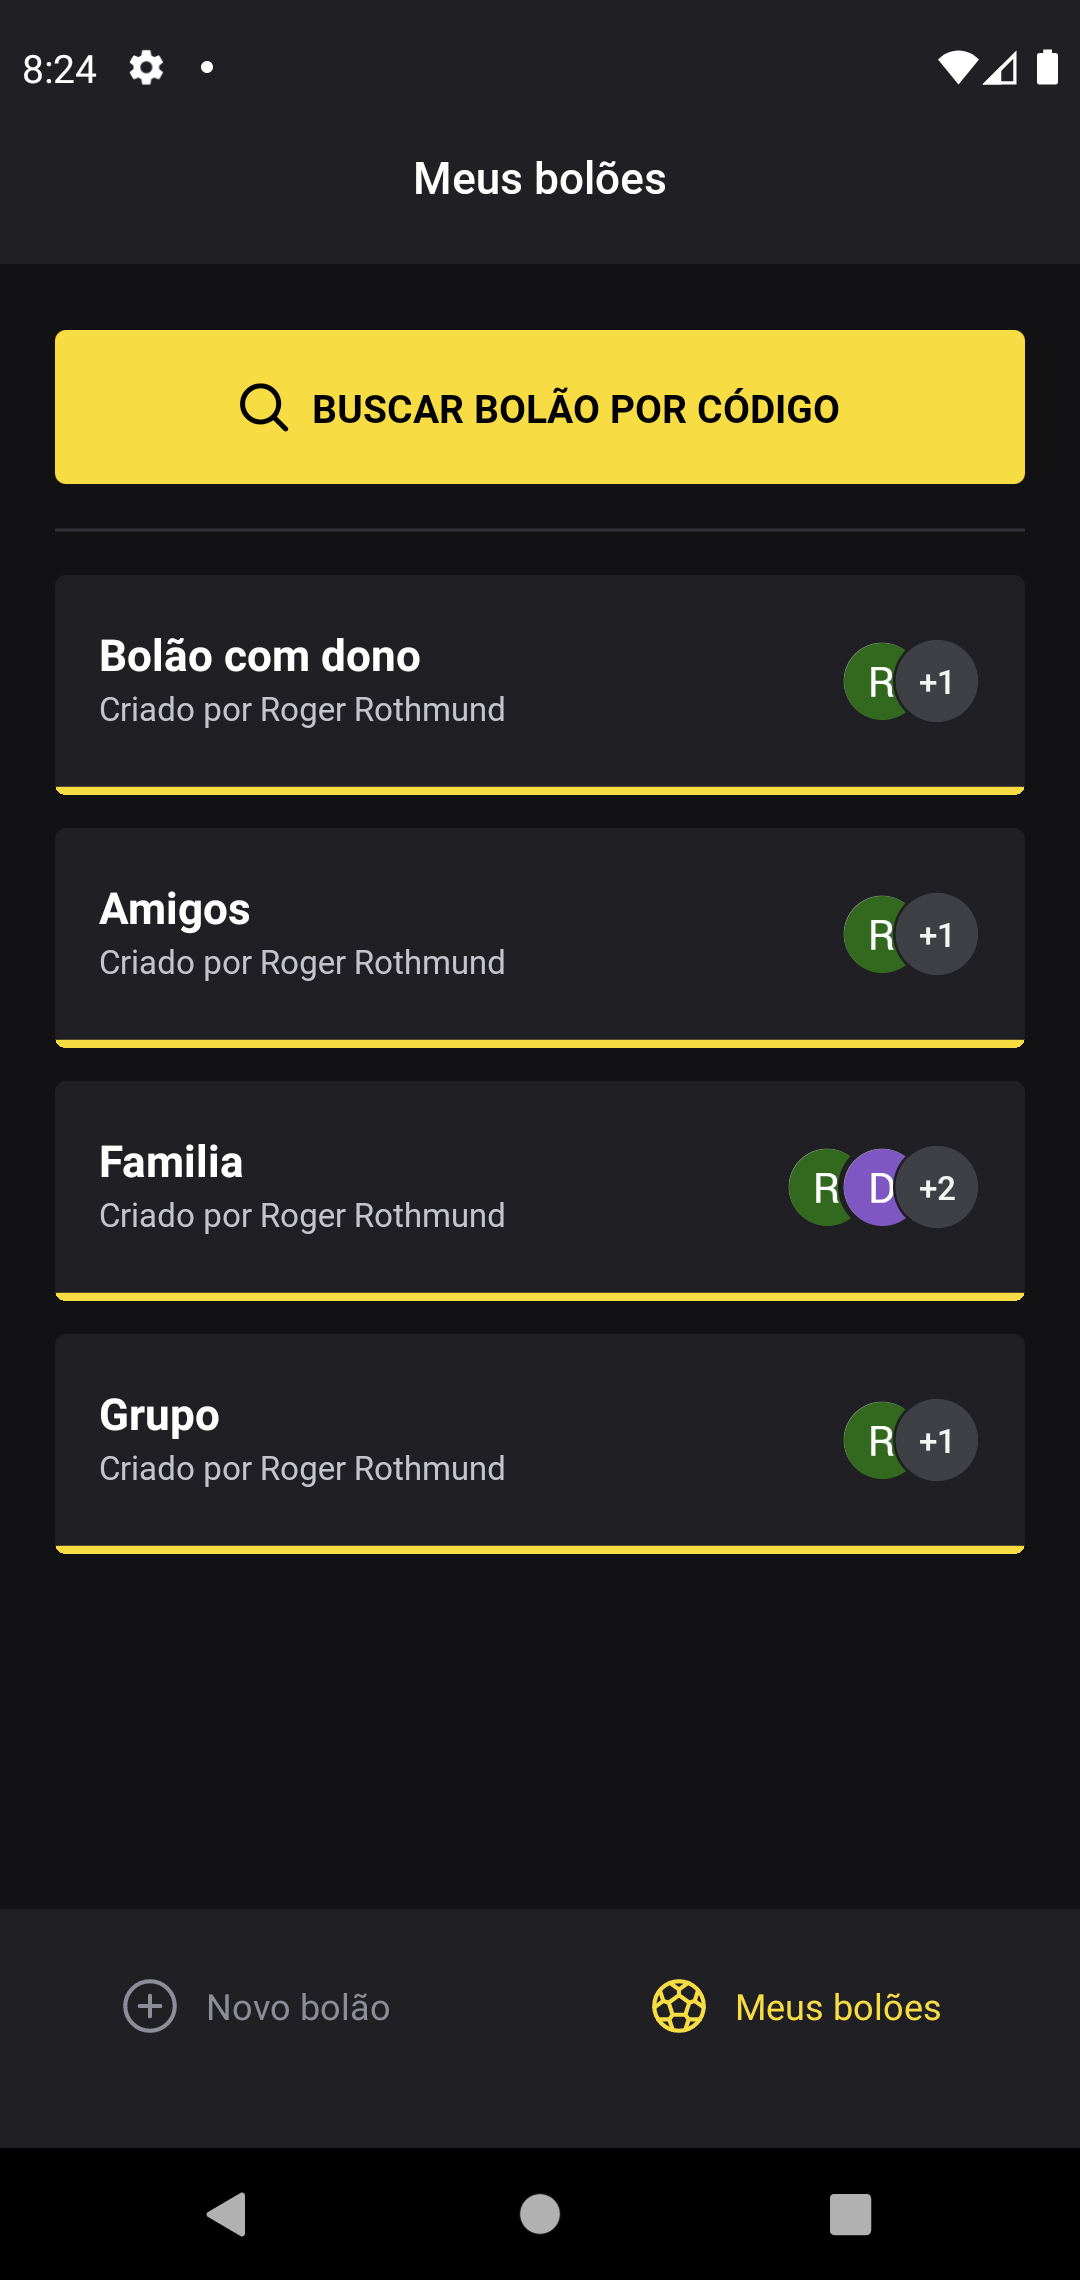 8:24
Meus bolões
BUSCAR BOLÃO POR CÓDIGO
Bolão com dono
Criado por Roger Rothmund
R +1
Amigos
Criado por Roger Rothmund
R +1
Familia
Criado por Roger Rothmund
R D +2
Grupo
Criado por Roger Rothmund
R +1
Novo bolão
Meus bolões